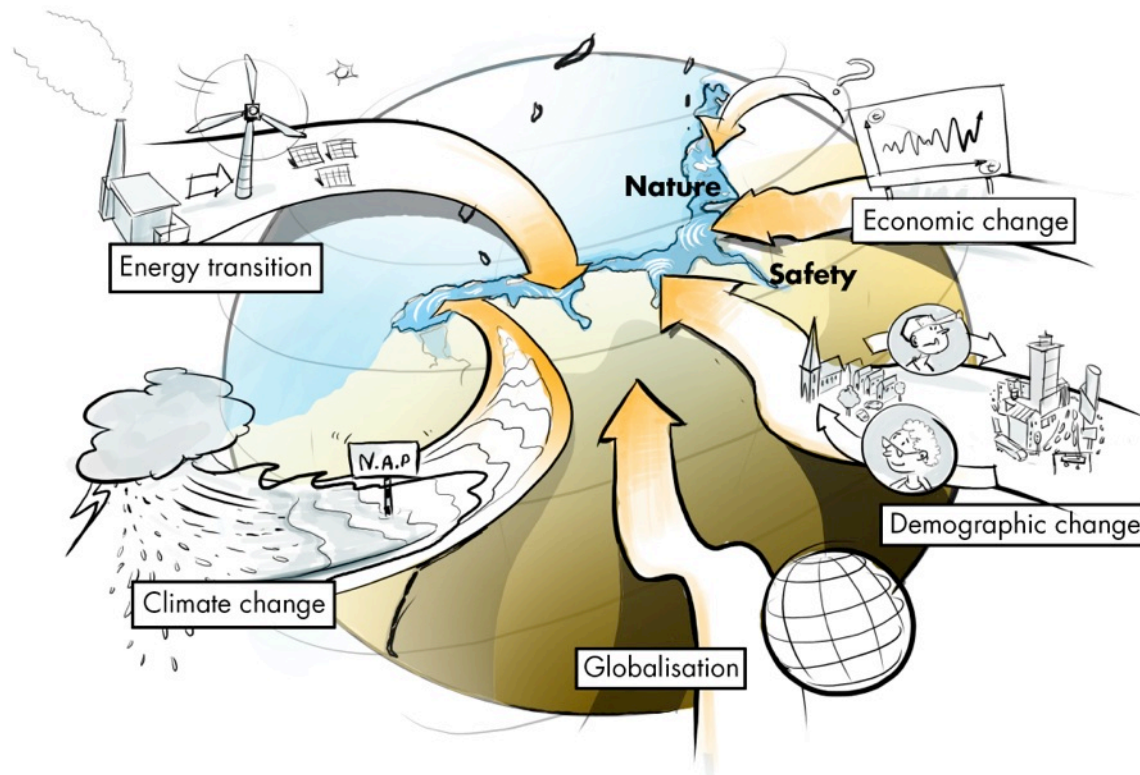 ?
Nature
Economic change
Energy transition
Safety
N.A.P
Demographic change
Climate change
Globalisation